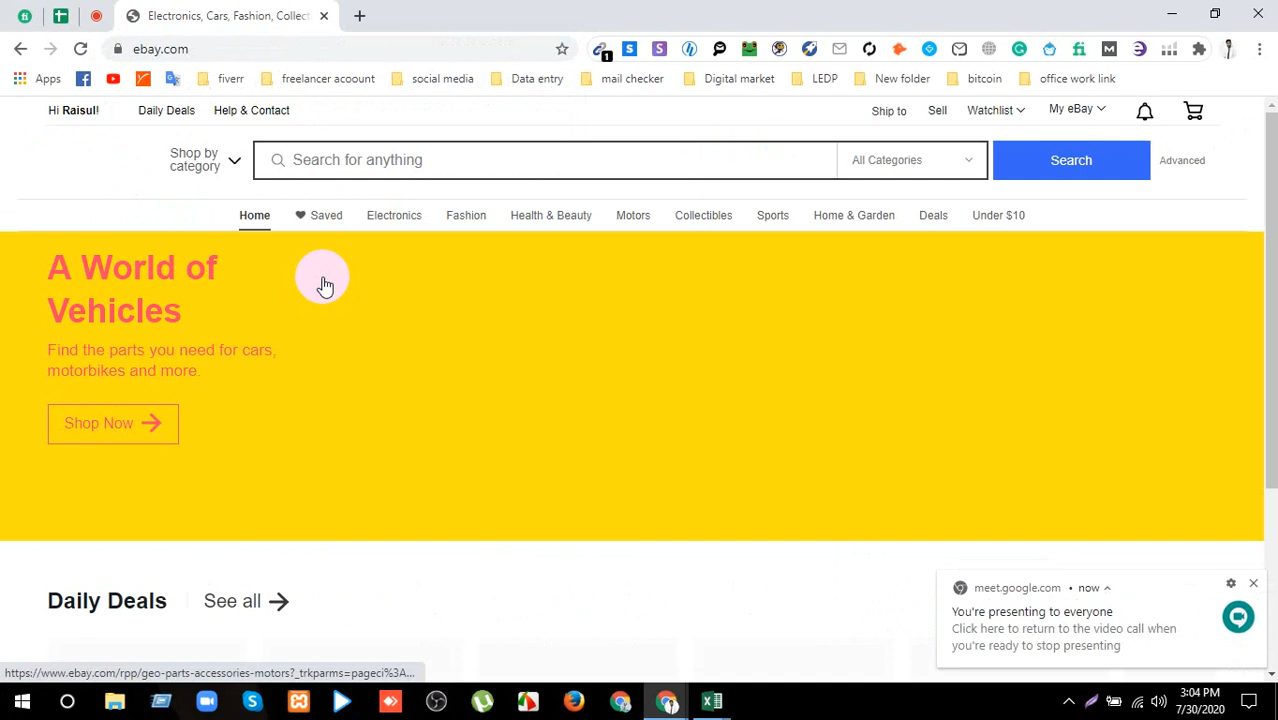 Electronics, Cars, Fashion, Collect
ebay.com
1
Apps
fiverr
freelancer acoount
social media
Data entry
mail checker
Digital market
LEDP
New folder
bitcoin
office work link
Hi Raisul!
Daily Deals
Help & Contact
Ship to
Sell
Watchlist
My eBay
Shop by
category
Search for anything
All Categories
Search
Advanced
Home
Saved
Electronics
Fashion
Health & Beauty
Motors
Collectibles
Sports
Home & Garden
Deals
Under $10
A World of
Vehicles
Find the parts you need for cars,
motorbikes and more.
Shop Now
Daily Deals
See all
meet.google.com • now
You're presenting to everyone
Click here to return to the video call when
you're ready to stop presenting
https://www.ebay.com/rpp/geo-parts-accessories-motors?_trkparms=pageci%3A...
3:04 PM
7/30/2020